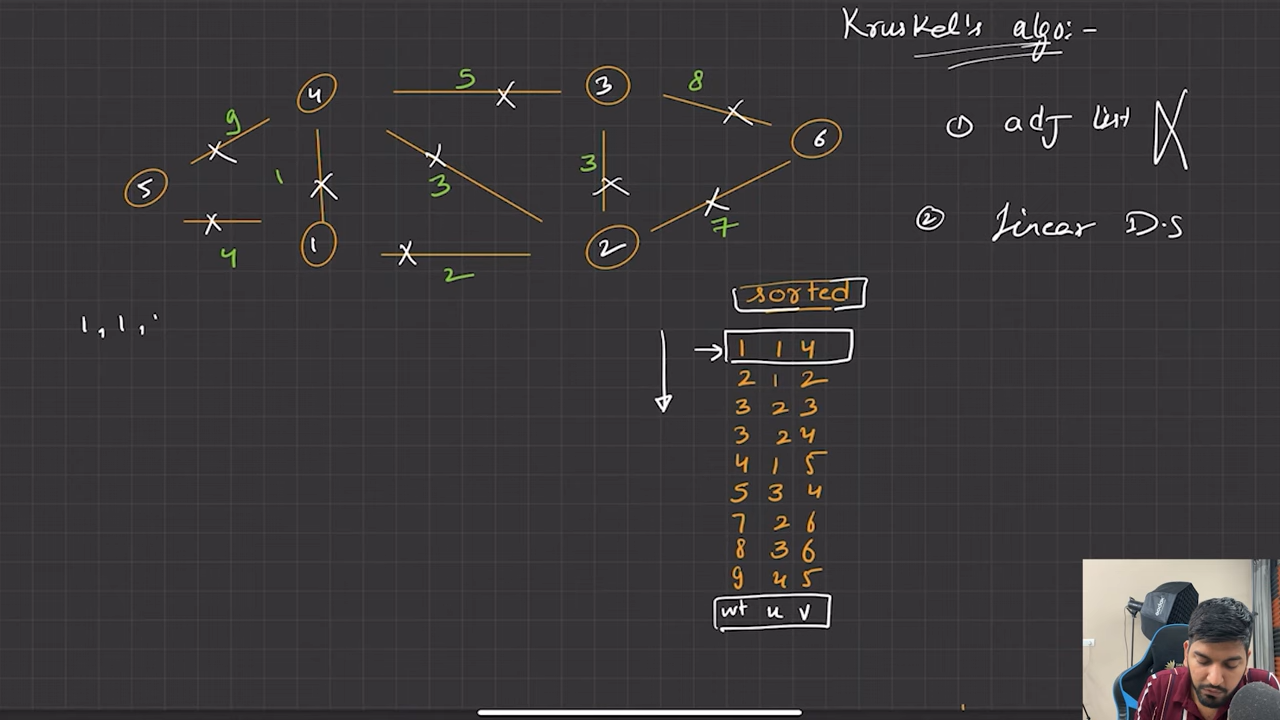 Kruskel's algo:-
① adj list
② linear D.S
5 8
9 4 3 6
1 3 3
5
4 1 2 2 7
1, 1,
sorted
→ 1 1 4
2 1 2
3 2 3
3 2 4
4 1 5
5 3 4
7 2 6
8 3 6
9 4 5
wt u v